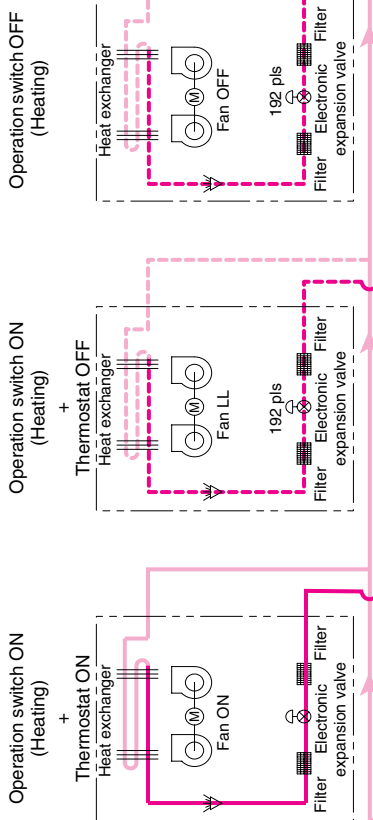 Operation switch ON
(Heating)
+
Thermostat ON
Heat exchanger
M
Fan ON
Filter
Electronic
expansion valve
Filter
Operation switch ON
(Heating)
+
Thermostat OFF
Heat exchanger
M
Fan LL
192 pls
Filter
Electronic
expansion valve
Filter
Operation switch OFF
(Heating)
Heat exchanger
M
Fan OFF
192 pls
Filter
Electronic
expansion valve
Filter